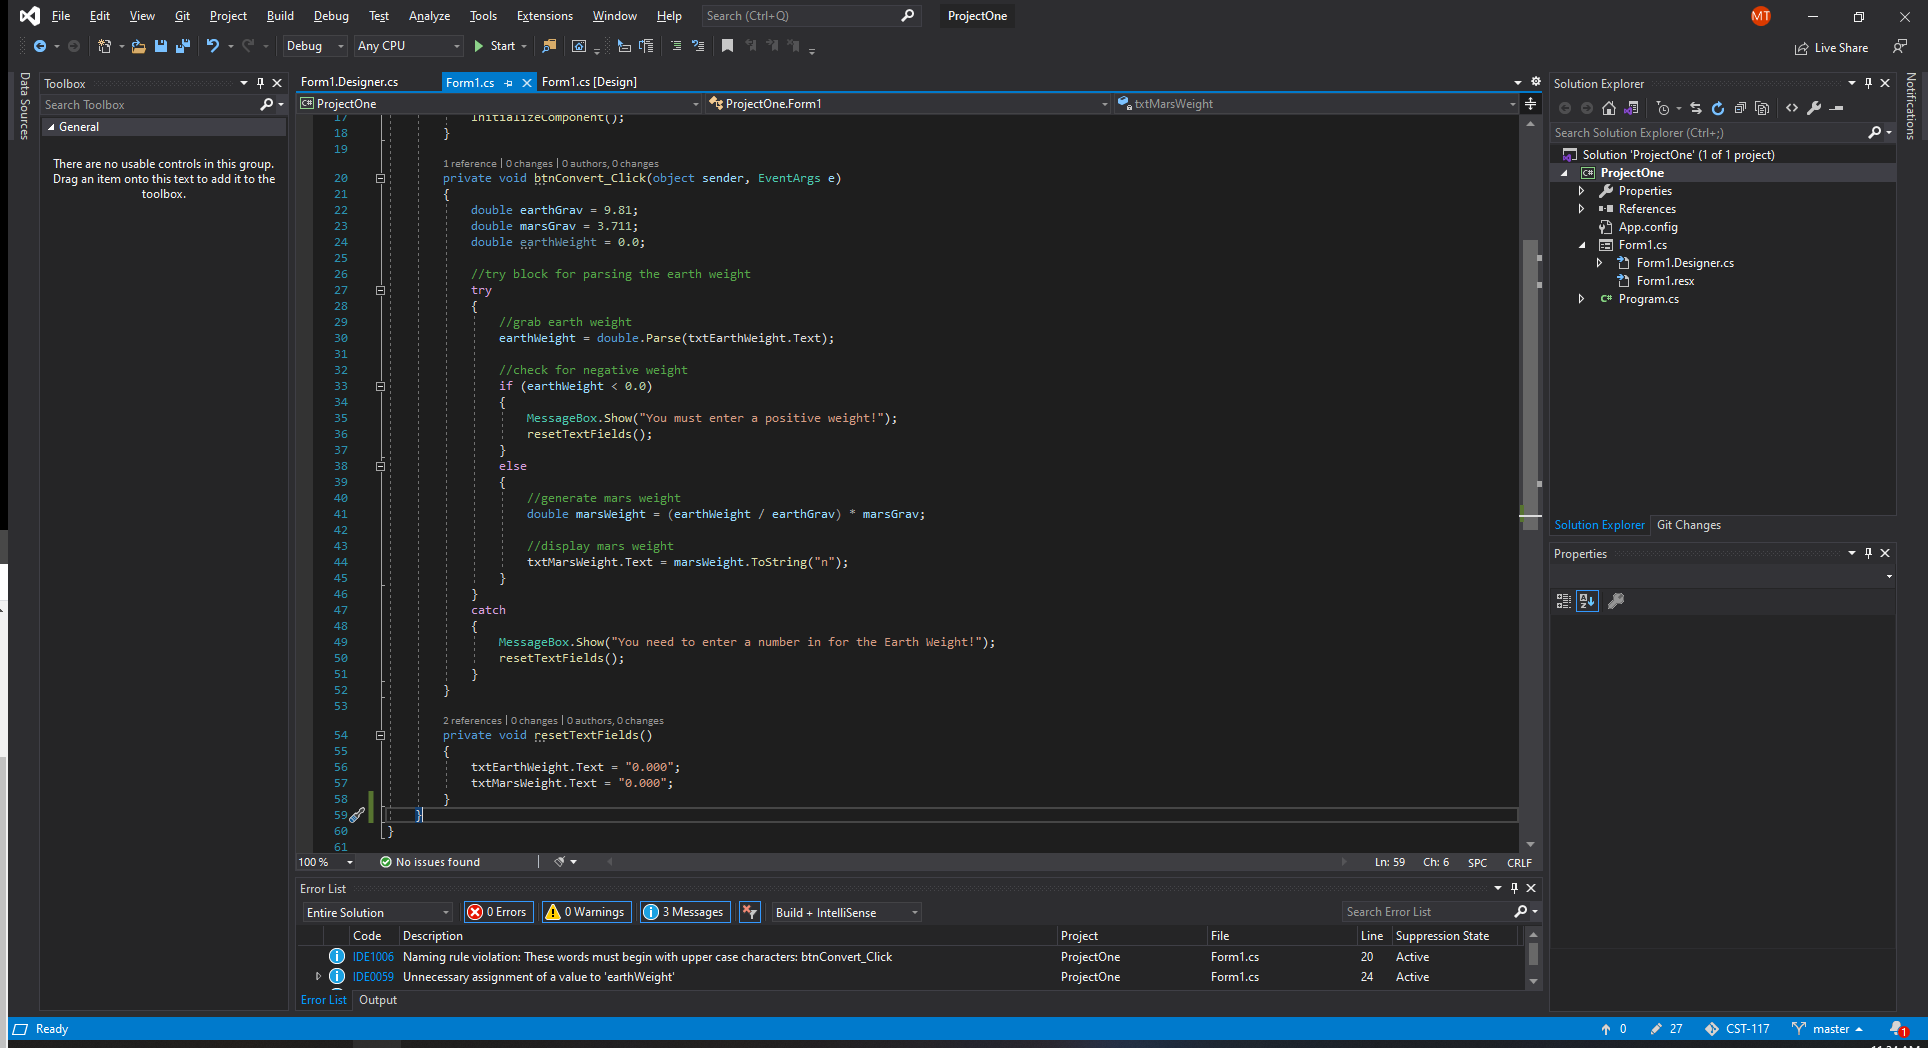 File Edit View Git Project Build Debug Test Analyze Tools Extensions Window Help Search (Ctrl+Q) ProjectOne MT
Debug Any CPU Start Live Share
Data Sources
Toolbox
Search Toolbox
General
There are no usable controls in this group.
Drag an item onto this text to add it to the
toolbox.
Form1.Designer.cs Form1.cs Form1.cs [Design]
C# ProjectOne ProjectOne.Form1 txtMarsWeight
17 InitializeComponent();
18 }
19
1 reference | 0 changes | 0 authors, 0 changes
20 private void btnConvert_Click(object sender, EventArgs e)
21 {
22 double earthGrav = 9.81;
23 double marsGrav = 3.711;
24 double earthWeight = 0.0;
25
26 //try block for parsing the earth weight
27 try
28 {
29 //grab earth weight
30 earthWeight = double.Parse(txtEarthWeight.Text);
31
32 //check for negative weight
33 if (earthWeight < 0.0)
34 {
35 MessageBox.Show("You must enter a positive weight!");
36 resetTextFields();
37 }
38 else
39 {
40 //generate mars weight
41 double marsWeight = (earthWeight / earthGrav) * marsGrav;
42
43 //display mars weight
44 txtMarsWeight.Text = marsWeight.ToString("n");
45 }
46 }
47 catch
48 {
49 MessageBox.Show("You need to enter a number in for the Earth Weight!");
50 resetTextFields();
51 }
52 }
53
2 references | 0 changes | 0 authors, 0 changes
54 private void resetTextFields()
55 {
56 txtEarthWeight.Text = "0.000";
57 txtMarsWeight.Text = "0.000";
58 }
59 }
60 }
61
100 % No issues found Ln: 59 Ch: 6 SPC CRLF
Error List
Entire Solution 0 Errors 0 Warnings 3 Messages Build + IntelliSense Search Error List
Code Description Project File Line Suppression State
IDE1006 Naming rule violation: These words must begin with upper case characters: btnConvert_Click ProjectOne Form1.cs 20 Active
IDE0059 Unnecessary assignment of a value to 'earthWeight' ProjectOne Form1.cs 24 Active
Error List Output
Solution Explorer
Search Solution Explorer (Ctrl+;)
Solution 'ProjectOne' (1 of 1 project)
C# ProjectOne
Properties
References
App.config
Form1.cs
Form1.Designer.cs
Form1.resx
C# Program.cs
Solution Explorer Git Changes
Properties
Notifications
Ready 0 27 CST-117 master 1